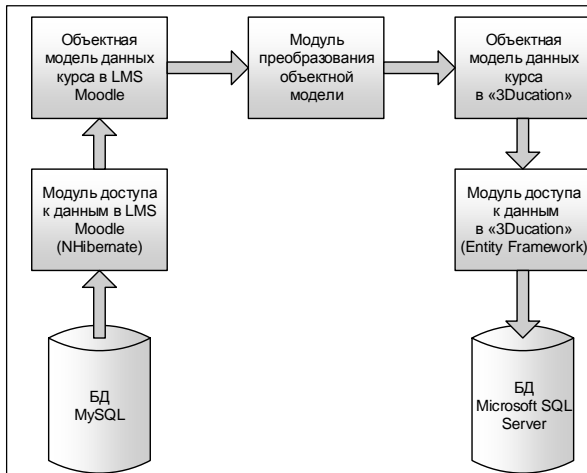 Объектная
модель данных
курса в LMS
Moodle
Модуль
преобразования
объектной
модели
Объектная
модель данных
курса
в «3Ducation»
Модуль доступа
к данным в LMS
Moodle
(NHibernate)
Модуль доступа
к данным
в «3Ducation»
(Entity Framework)
БД
MySQL
БД
Microsoft SQL
Server